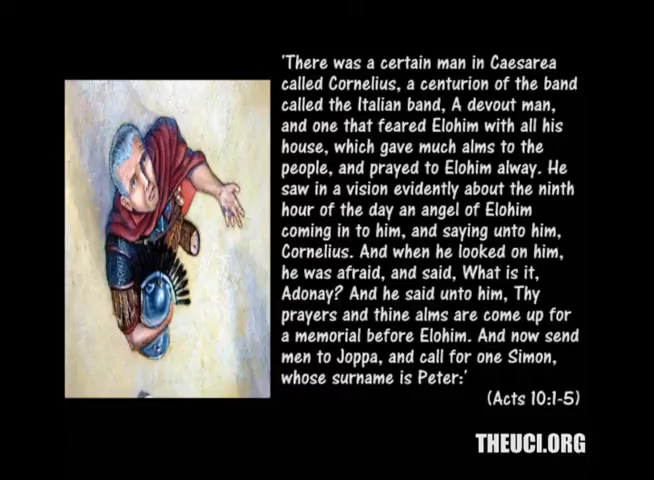 'There was a certain man in Caesarea
called Cornelius, a centurion of the band
called the Italian band, A devout man,
and one that feared Elohim with all his
house, which gave much alms to the
people, and prayed to Elohim alway. He
saw in a vision evidently about the ninth
hour of the day an angel of Elohim
coming in to him, and saying unto him,
Cornelius. And when he looked on him,
he was afraid, and said, What is it,
Adonay? And he said unto him, Thy
prayers and thine alms are come up for
a memorial before Elohim. And now send
men to Joppa, and call for one Simon,
whose surname is Peter:'
(Acts 10:1-5)
THEUCI.ORG